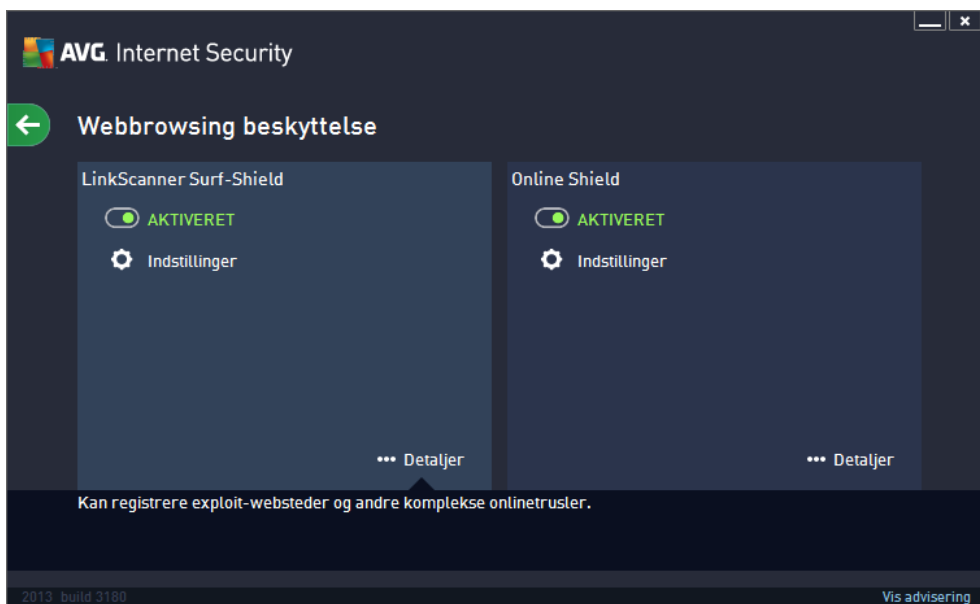 AVG. Internet Security
Webbrowsing beskyttelse
LinkScanner Surf-Shield
AKTIVERET
Indstillinger
••• Detaljer
Online Shield
AKTIVERET
Indstillinger
••• Detaljer
Kan registrere exploit-websteder og andre komplekse onlinetrusler.
2013 build 3180
Vis advisering